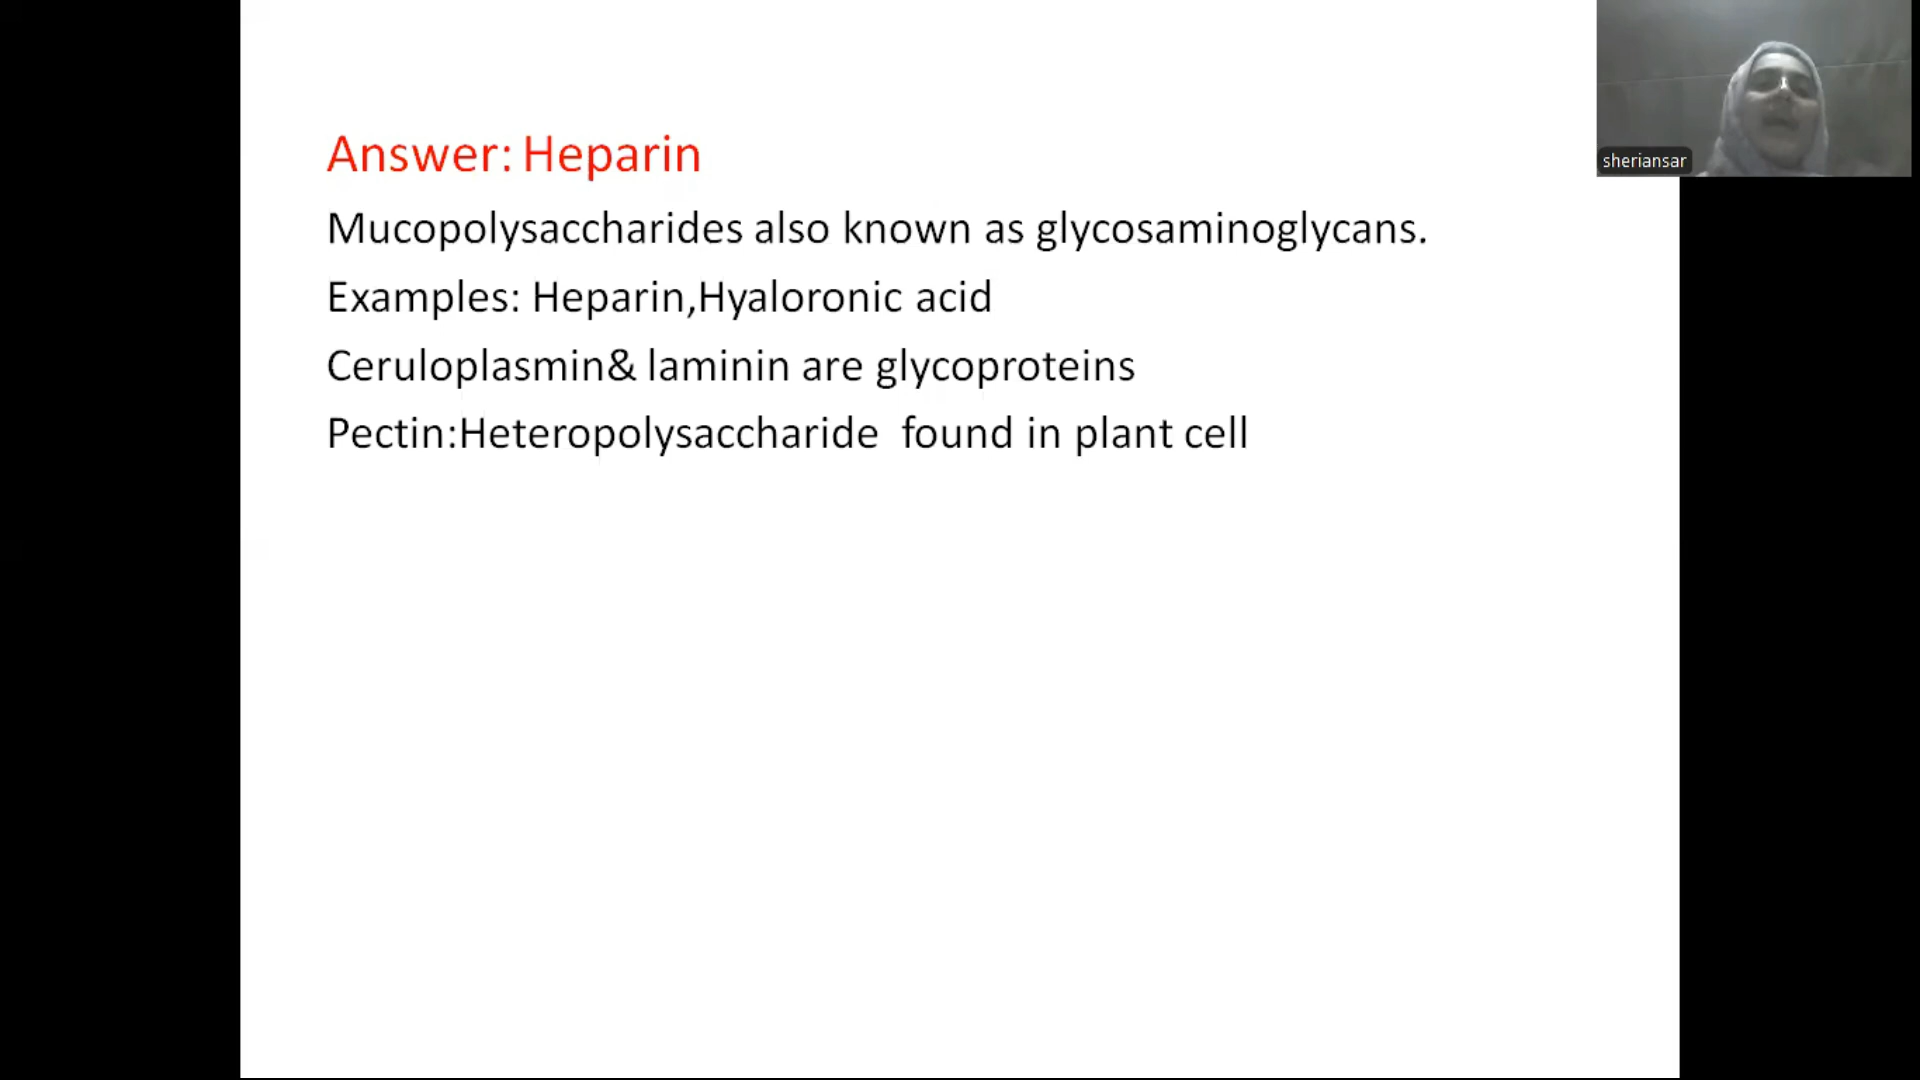 Answer: Heparin
Mucopolysaccharides also known as glycosaminoglycans.
Examples: Heparin,Hyaloronic acid
Ceruloplasmin& laminin are glycoproteins
Pectin:Heteropolysaccharide  found in plant cell
sheriansar